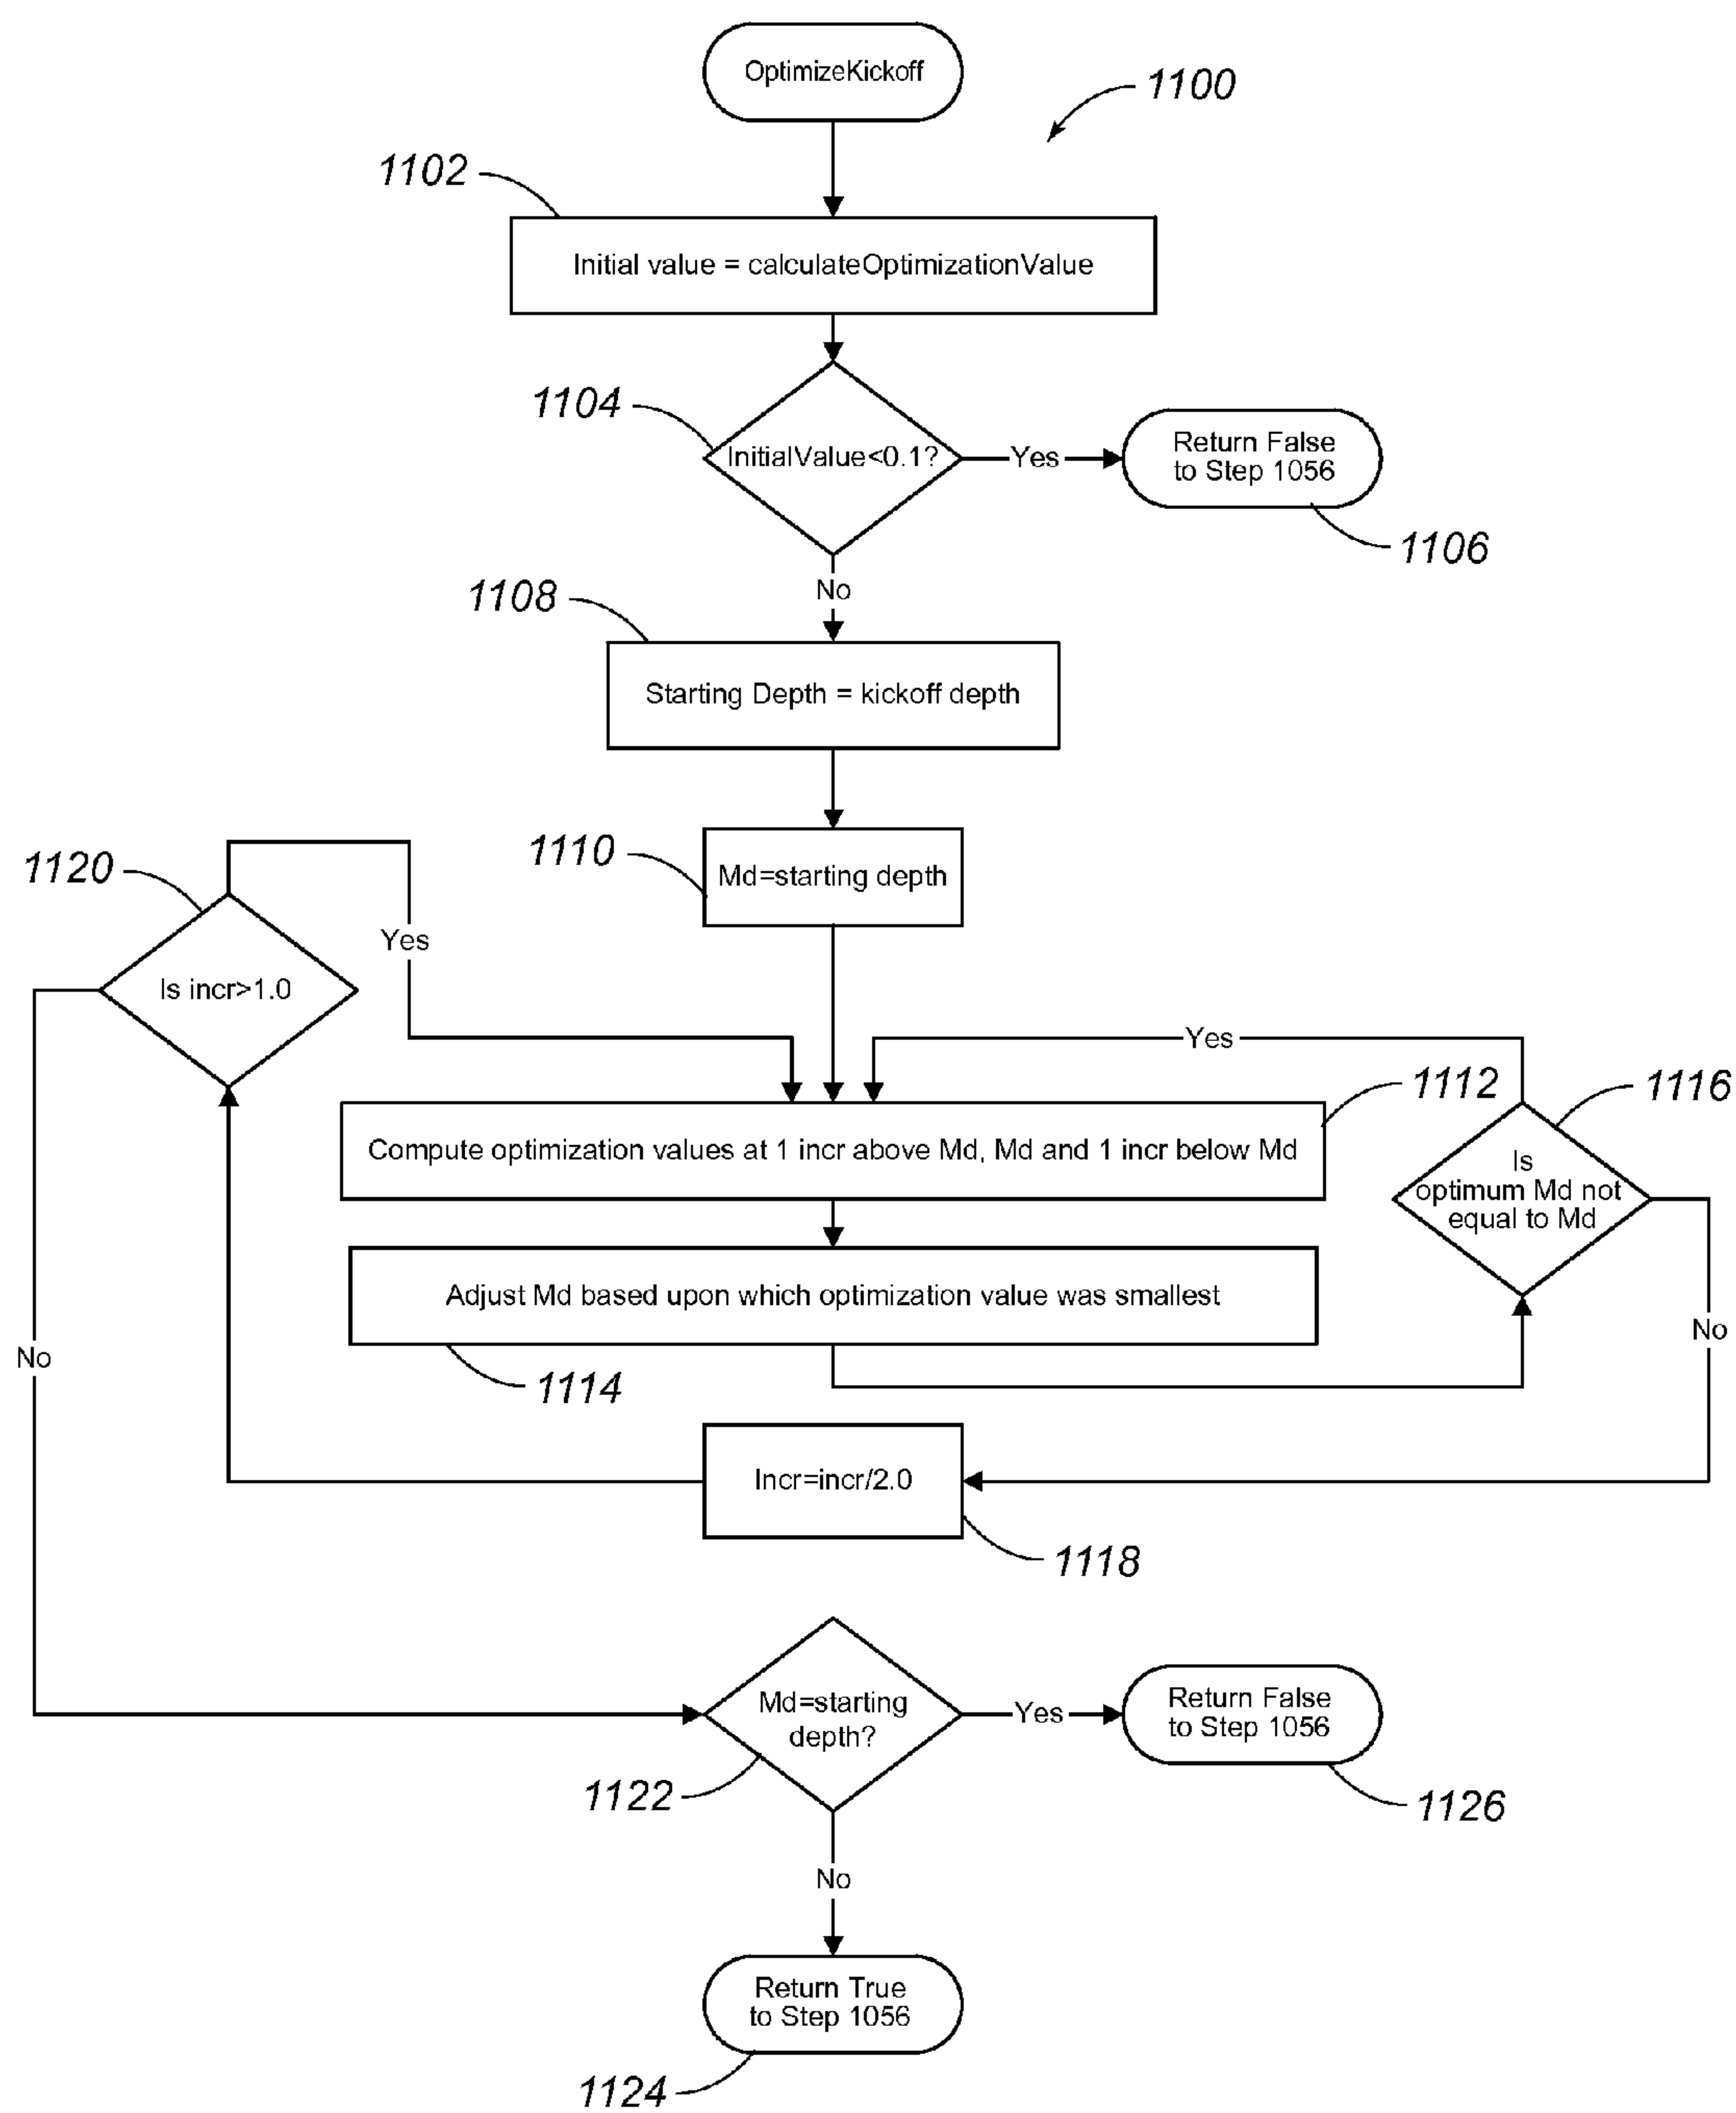 OptimizeKickoff
1100
1102
Initial value = calculateOptimizationValue
1104
InitialValue<0.1?
Yes
Return False
to Step 1056
1106
No
1108
Starting Depth = kickoff depth
1110
Md=starting depth
1120
Yes
Is incr>1.0
Yes
1112
1116
Compute optimization values at 1 incr above Md, Md and 1 incr below Md
Is
optimum Md not
equal to Md
Adjust Md based upon which optimization value was smallest
No
No
1114
Incr=incr/2.0
1118
Md=starting
depth?
Yes
Return False
to Step 1056
1122
1126
No
Return True
to Step 1056
1124